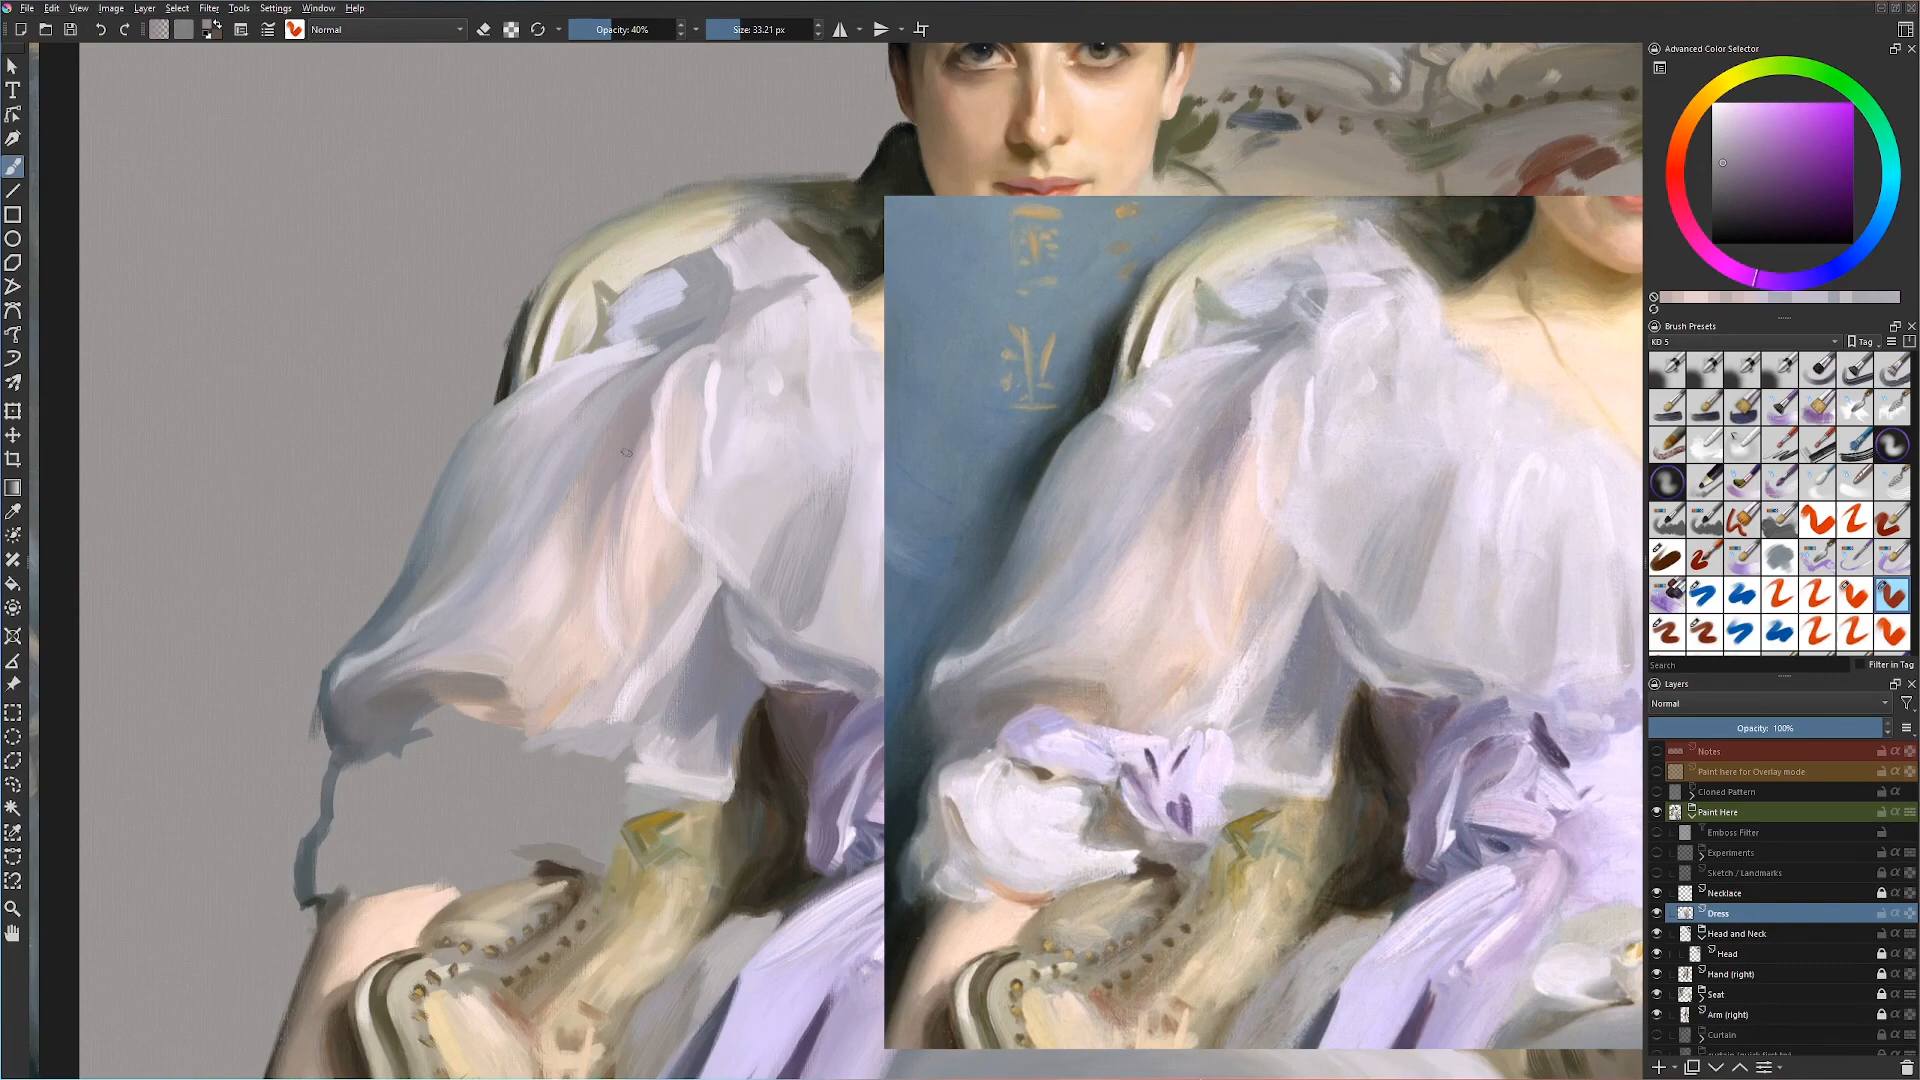 File Edit View Image Layer Select Filter Tools Settings Window Help
Normal Opacity: 40% Size: 33.21 px
Advanced Color Selector
Brush Presets
KD 5 Tag
Search Filter in Tag
Layers
Normal
Opacity: 100%
Notes
Paint here for Overlay mode
Cloned Pattern
Paint Here
Emboss Filter
Experiments
Sketch / Landmarks
Necklace
Dress
Head and Neck
Head
Hand (right)
Seat
Arm (right)
Curtain